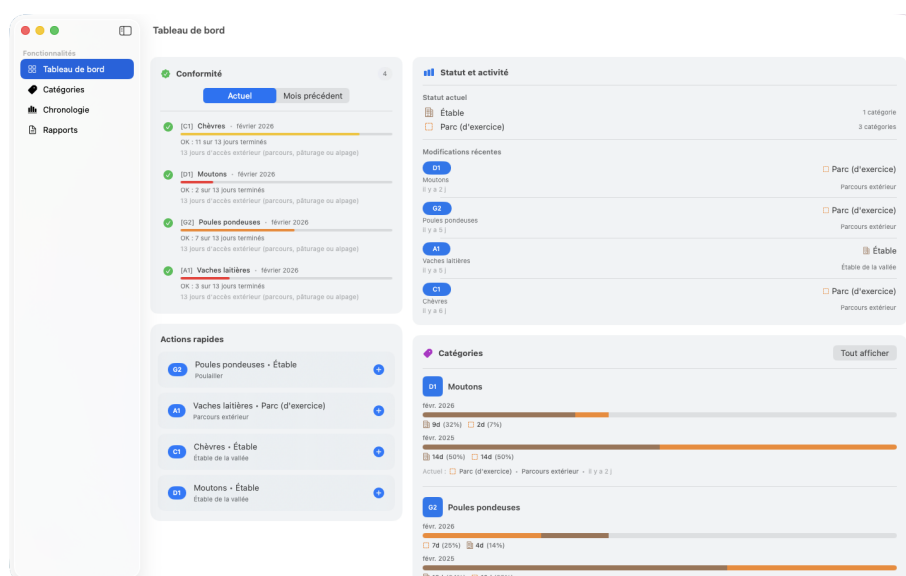 Tableau de bord
Fonctionnalités
Tableau de bord
Catégories
Chronologie
Rapports
Conformité
4
Actuel
Mois précédent
[C1] Chèvres · février 2026
OK : 11 sur 13 jours terminés
13 jours d'accès extérieur (parcours, pâturage ou alpage)
[D1] Moutons · février 2026
OK : 2 sur 13 jours terminés
13 jours d'accès extérieur (parcours, pâturage ou alpage)
[G2] Poules pondeuses · février 2026
OK : 7 sur 13 jours terminés
13 jours d'accès extérieur (parcours, pâturage ou alpage)
[A1] Vaches laitières · février 2026
OK : 3 sur 13 jours terminés
13 jours d'accès extérieur (parcours, pâturage ou alpage)
Actions rapides
G2 Poules pondeuses • Étable
Poulailler
A1 Vaches laitières • Parc (d'exercice)
Parcours extérieur
C1 Chèvres • Étable
Étable de la vallée
D1 Moutons • Étable
Étable de la vallée
Statut et activité
Statut actuel
Étable 1 catégorie
Parc (d'exercice) 3 catégories
Modifications récentes
D1 Parc (d'exercice)
Moutons Parcours extérieur
Il y a 2 j
G2 Parc (d'exercice)
Poules pondeuses Parcours extérieur
Il y a 5 j
A1 Étable
Vaches laitières Étable de la vallée
Il y a 5 j
C1 Parc (d'exercice)
Chèvres Parcours extérieur
Il y a 6 j
Catégories Tout afficher
D1 Moutons
févr. 2026
9d (32%) 2d (7%)
févr. 2025
14d (50%) 14d (50%)
Actuel : Parc (d'exercice) • Parcours extérieur • Il y a 2 j
G2 Poules pondeuses
févr. 2026
7d (25%) 4d (14%)
févr. 2025